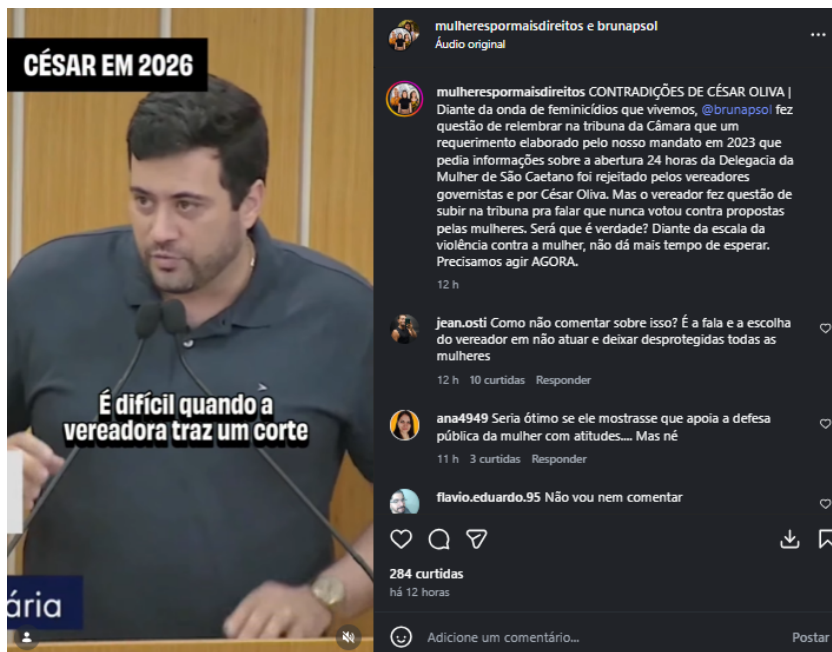 CÉSAR EM 2026
É difícil quando a
vereadora traz um corte
ária
mulherespormaisdireitos e brunapsol
Áudio original
mulherespormaisdireitos CONTRADIÇÕES DE CÉSAR OLIVA |
Diante da onda de feminicídios que vivemos, @brunapsol fez
questão de relembrar na tribuna da Câmara que um
requerimento elaborado pelo nosso mandato em 2023 que
pedia informações sobre a abertura 24 horas da Delegacia da
Mulher de São Caetano foi rejeitado pelos vereadores
governistas e por César Oliva. Mas o vereador fez questão de
subir na tribuna pra falar que nunca votou contra propostas
pelas mulheres. Será que é verdade? Diante da escala da
violência contra a mulher, não dá mais tempo de esperar.
Precisamos agir AGORA.
12 h
jean.osti Como não comentar sobre isso? É a fala e a escolha
do vereador em não atuar e deixar desprotegidas todas as
mulheres
12 h 10 curtidas Responder
ana4949 Seria ótimo se ele mostrasse que apoia a defesa
pública da mulher com atitudes.... Mas né
11 h 3 curtidas Responder
flavio.eduardo.95 Não vou nem comentar
284 curtidas
há 12 horas
Adicione um comentário...
Postar